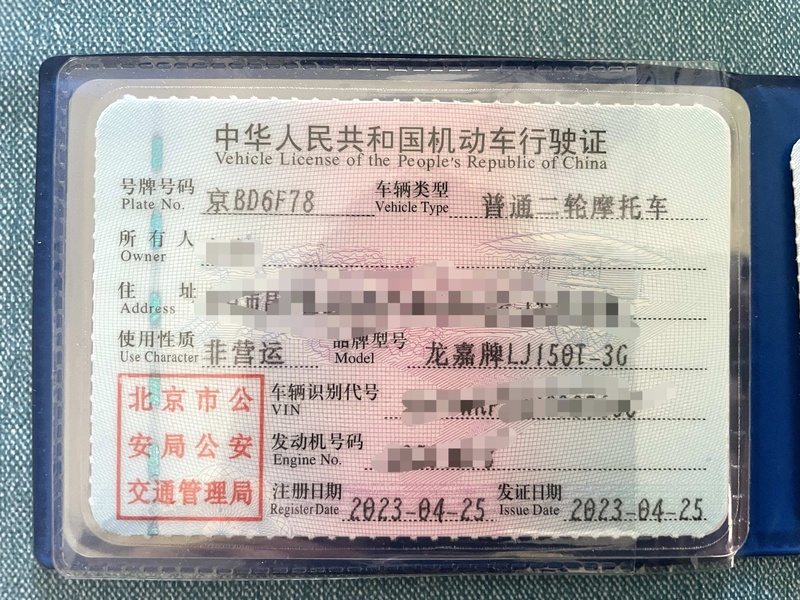 中华人民共和国机动车行驶证
Vehicle License of the People's Republic of China
号牌号码 京BD6F78 车辆类型 普通二轮摩托车
Plate No. Vehicle Type
所有人
Owner
住址
Address
使用性质 非营运 品牌型号 龙嘉牌LJ150T-3G
Use Character Model
北京市公
安局公安
交通管理局
车辆识别代号
VIN
发动机号码
Engine No.
注册日期 2023-04-25 发证日期 2023-04-25
Register Date Issue Date